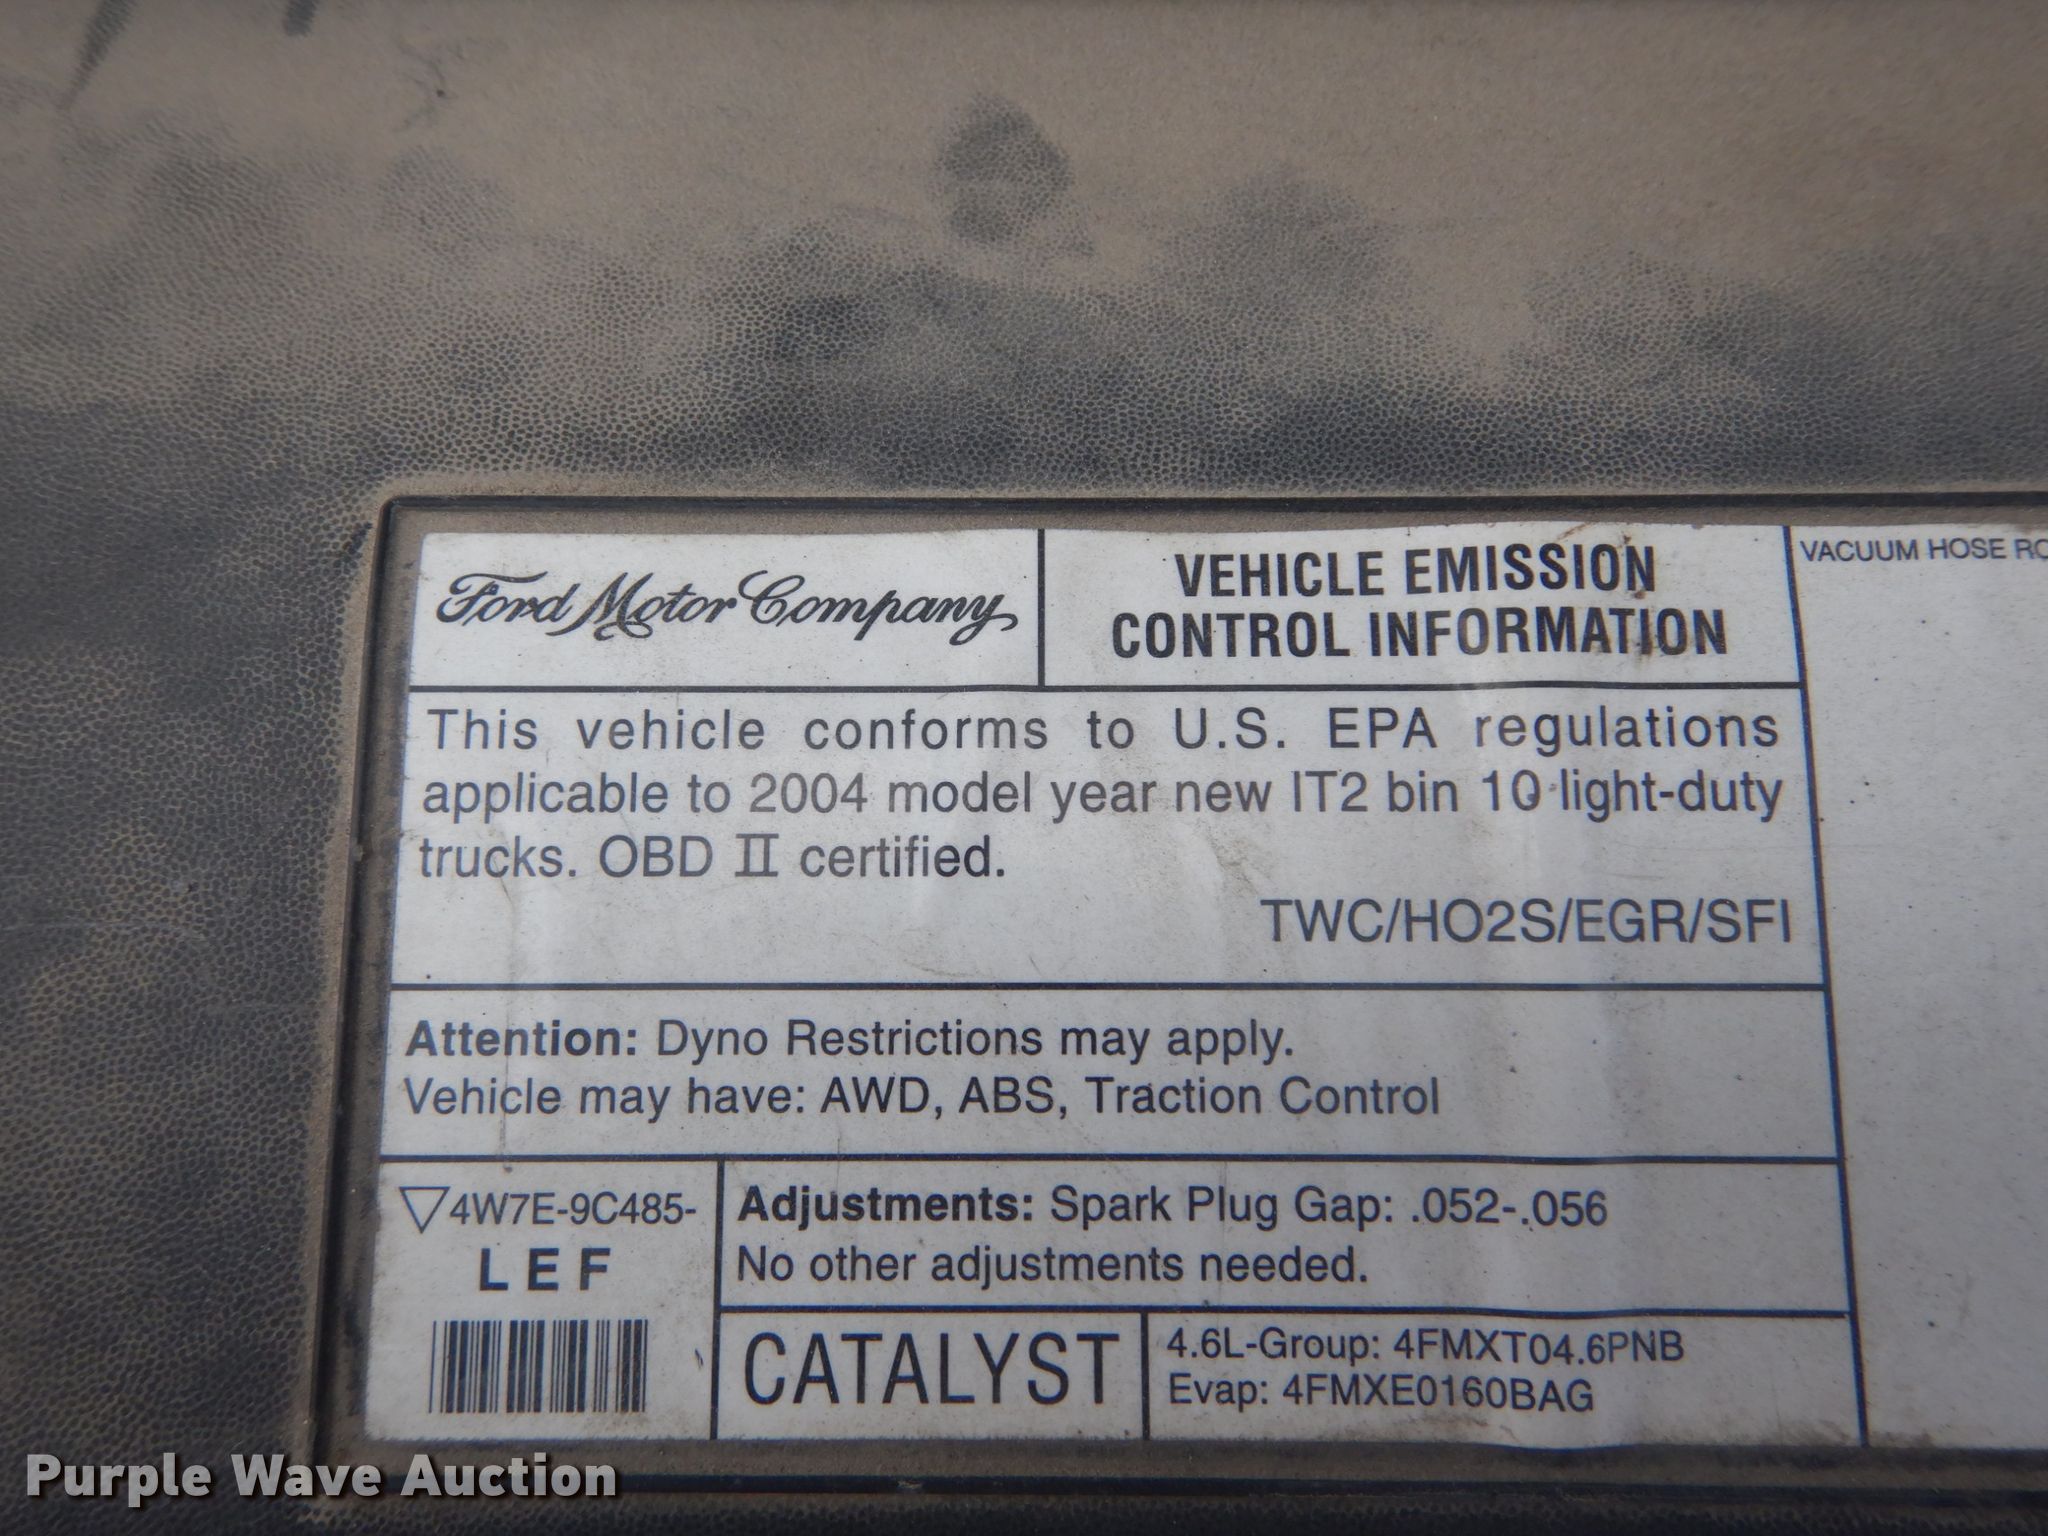 Ford Motor Company
VEHICLE EMISSION
CONTROL INFORMATION
VACUUM HOSE
This vehicle conforms to U.S. EPA regulations
applicable to 2004 model year new IT2 bin 10 light-duty
trucks. OBD II certified.
TWC/HO2S/EGR/SFI
Attention: Dyno Restrictions may apply.
Vehicle may have: AWD, ABS, Traction Control
▽4W7E-9C485-
LEF
Adjustments: Spark Plug Gap: .052-.056
No other adjustments needed.
CATALYST
4.6L-Group: 4FMXT04.6PNB
Evap: 4FMXE0160BAG
Purple Wave Auction